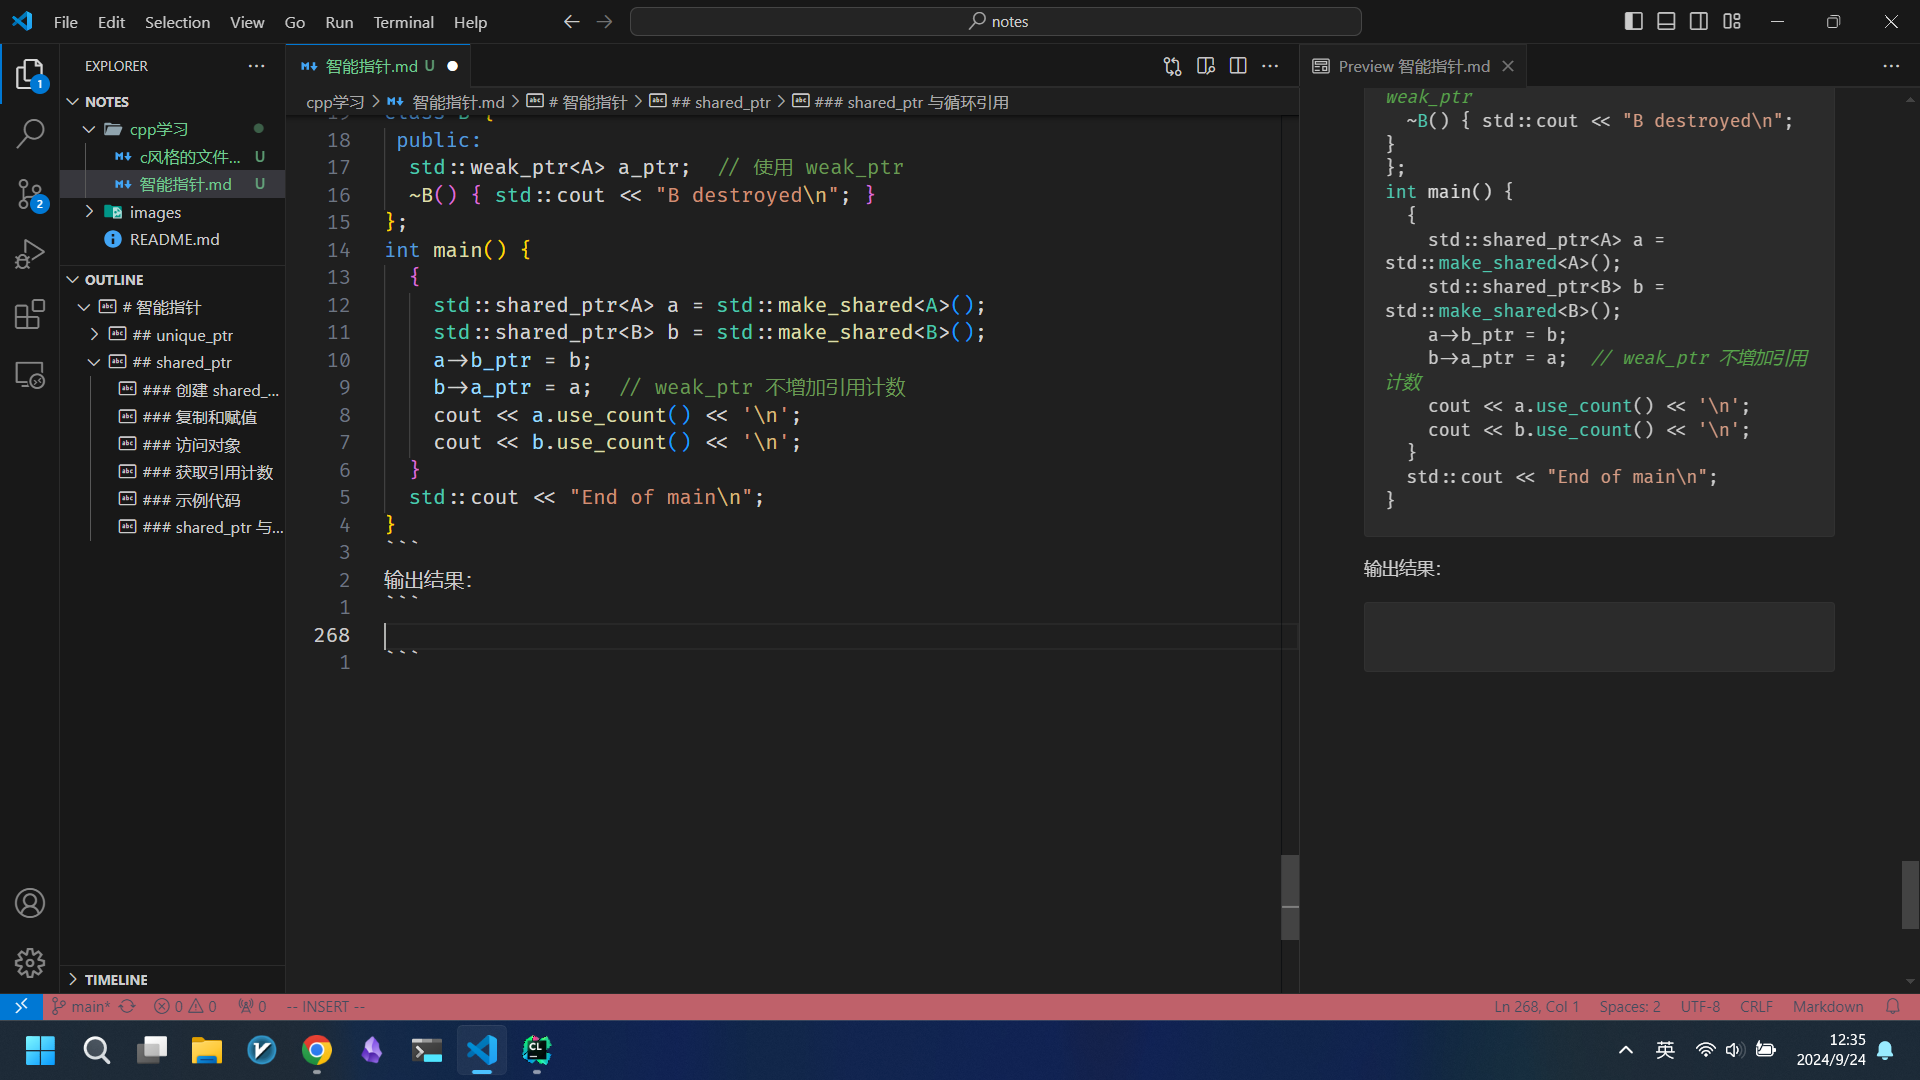 File Edit Selection View Go Run Terminal Help
notes
EXPLORER
NOTES
cpp学习
c风格的文件... U
智能指针.md U
images
README.md
OUTLINE
# 智能指针
## unique_ptr
## shared_ptr
### 创建 shared_...
### 复制和赋值
### 访问对象
### 获取引用计数
### 示例代码
### shared_ptr 与...
TIMELINE
1
2
智能指针.md U
cpp学习 > 智能指针.md > # 智能指针 > ## shared_ptr > ### shared_ptr 与循环引用
19 class B {
18 public:
17 std::weak_ptr<A> a_ptr; // 使用 weak_ptr
16 ~B() { std::cout << "B destroyed\n"; }
15 };
14 int main() {
13 {
12 std::shared_ptr<A> a = std::make_shared<A>();
11 std::shared_ptr<B> b = std::make_shared<B>();
10 a->b_ptr = b;
9 b->a_ptr = a; // weak_ptr 不增加引用计数
8 cout << a.use_count() << '\n';
7 cout << b.use_count() << '\n';
6 }
5 std::cout << "End of main\n";
4 }
3 ```
2 输出结果:
1 ```
268
1 ```
Preview 智能指针.md
weak_ptr
~B() { std::cout << "B destroyed\n";
}
};
int main() {
{
std::shared_ptr<A> a =
std::make_shared<A>();
std::shared_ptr<B> b =
std::make_shared<B>();
a->b_ptr = b;
b->a_ptr = a; // weak_ptr 不增加引用
计数
cout << a.use_count() << '\n';
cout << b.use_count() << '\n';
}
std::cout << "End of main\n";
}
输出结果:
main* 0 0 0 -- INSERT --
Ln 268, Col 1 Spaces: 2 UTF-8 CRLF Markdown
CL
英
12:35
2024/9/24